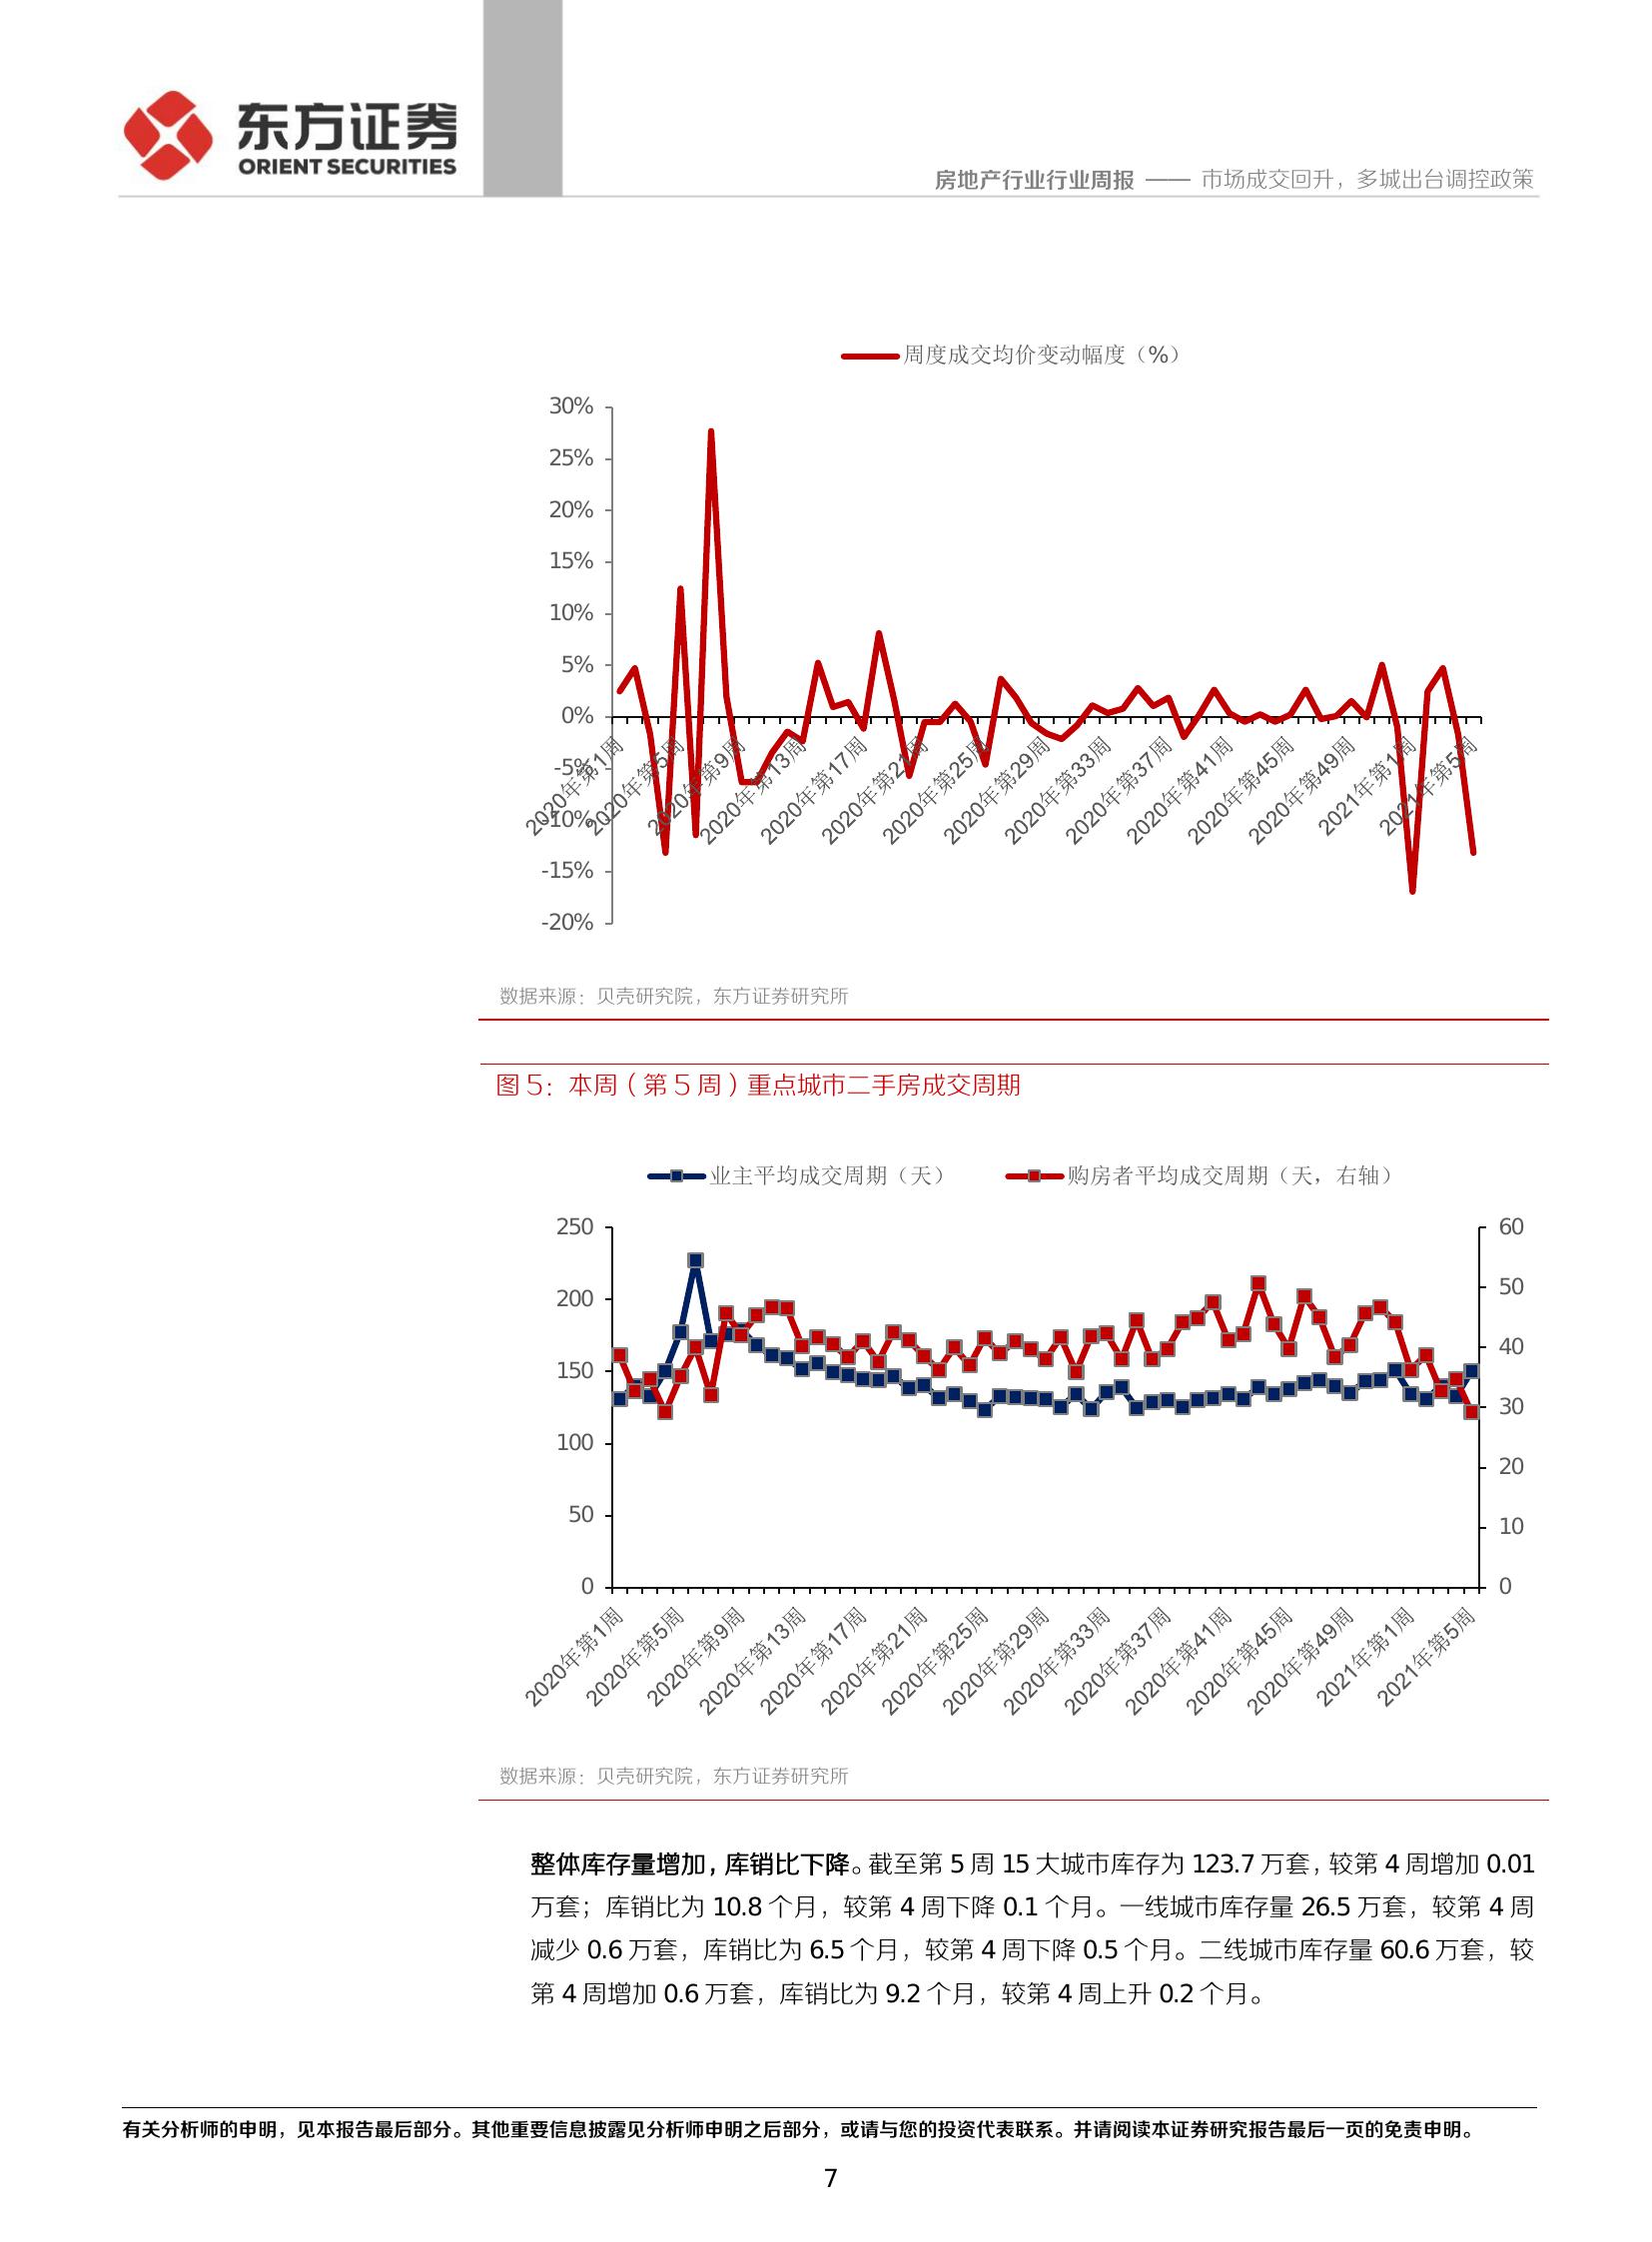 东方证券
ORIENT SECURITIES
房地产行业行业周报 —— 市场成交回升，多城出台调控政策
周度成交均价变动幅度（%）
30%
25%
20%
15%
10%
5%
0%
-5%
-10%
-15%
-20%
2020年第1周
2020年第5周
2020年第9周
2020年第13周
2020年第17周
2020年第21周
2020年第25周
2020年第29周
2020年第33周
2020年第37周
2020年第41周
2020年第45周
2020年第49周
2021年第1周
2021年第5周
数据来源：贝壳研究院，东方证券研究所
图 5：本周（第 5 周）重点城市二手房成交周期
业主平均成交周期（天） 购房者平均成交周期（天，右轴）
250
200
150
100
50
0
60
50
40
30
20
10
0
2020年第1周
2020年第5周
2020年第9周
2020年第13周
2020年第17周
2020年第21周
2020年第25周
2020年第29周
2020年第33周
2020年第37周
2020年第41周
2020年第45周
2020年第49周
2021年第1周
2021年第5周
数据来源：贝壳研究院，东方证券研究所
整体库存量增加，库销比下降。截至第 5 周 15 大城市库存为 123.7 万套，较第 4 周增加 0.01
万套；库销比为 10.8 个月，较第 4 周下降 0.1 个月。一线城市库存量 26.5 万套，较第 4 周
减少 0.6 万套，库销比为 6.5 个月，较第 4 周下降 0.5 个月。二线城市库存量 60.6 万套，较
第 4 周增加 0.6 万套，库销比为 9.2 个月，较第 4 周上升 0.2 个月。
有关分析师的申明，见本报告最后部分。其他重要信息披露见分析师申明之后部分，或请与您的投资代表联系。并请阅读本证券研究报告最后一页的免责申明。
7